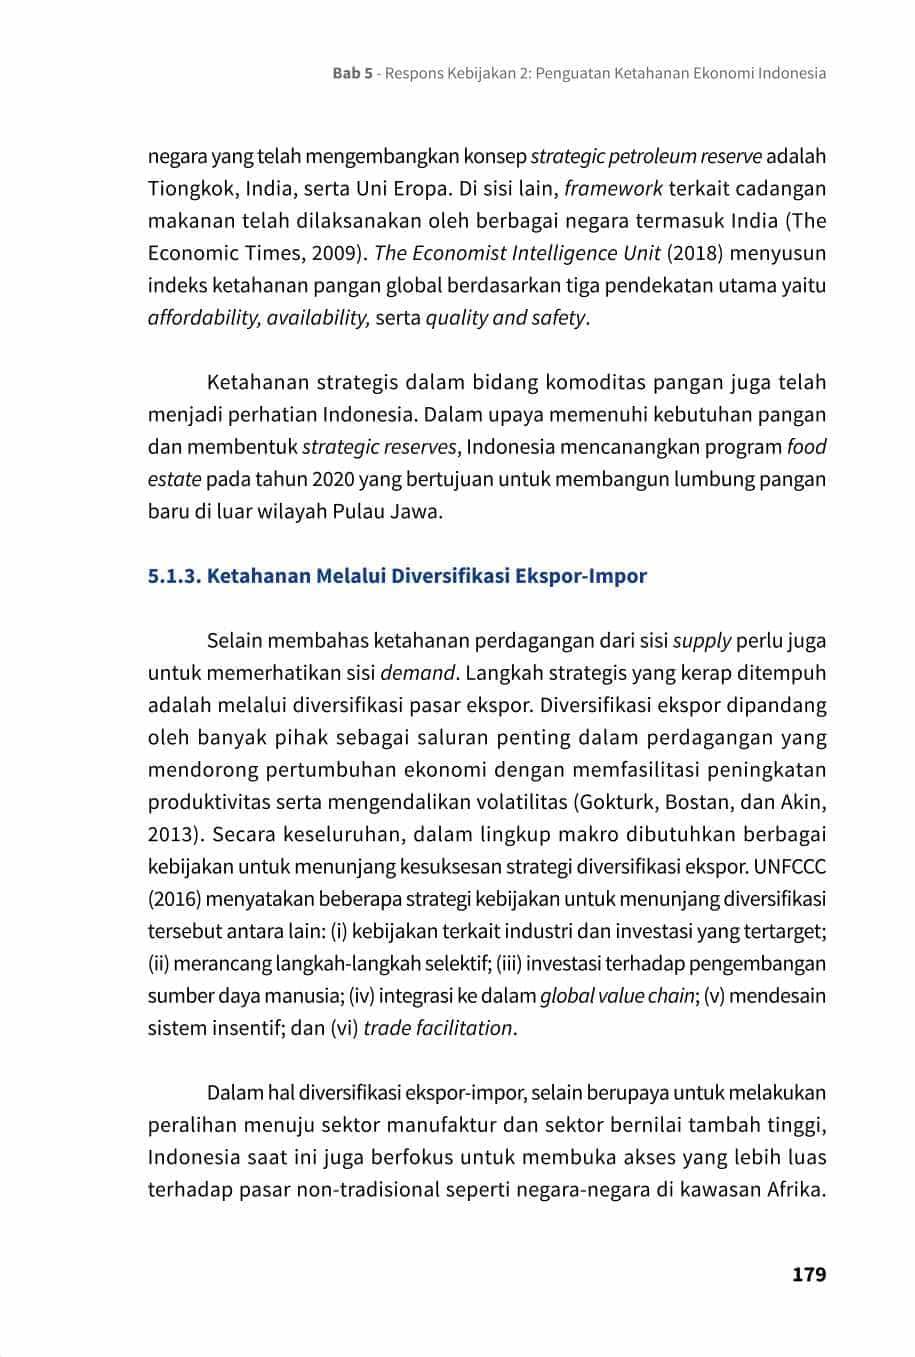 Bab 5 - Respons Kebijakan 2: Penguatan Ketahanan Ekonomi Indonesia
negara yang telah mengembangkan konsep strategic petroleum reserve adalah
Tiongkok, India, serta Uni Eropa. Di sisi lain, framework terkait cadangan
makanan telah dilaksanakan oleh berbagai negara termasuk India (The
Economic Times, 2009). The Economist Intelligence Unit (2018) menyusun
indeks ketahanan pangan global berdasarkan tiga pendekatan utama yaitu
affordability, availability, serta quality and safety.
Ketahanan strategis dalam bidang komoditas pangan juga telah
menjadi perhatian Indonesia. Dalam upaya memenuhi kebutuhan pangan
dan membentuk strategic reserves, Indonesia mencanangkan program food
estate pada tahun 2020 yang bertujuan untuk membangun lumbung pangan
baru di luar wilayah Pulau Jawa.
5.1.3. Ketahanan Melalui Diversifikasi Ekspor-Impor
Selain membahas ketahanan perdagangan dari sisi supply perlu juga
untuk memerhatikan sisi demand. Langkah strategis yang kerap ditempuh
adalah melalui diversifikasi pasar ekspor. Diversifikasi ekspor dipandang
oleh banyak pihak sebagai saluran penting dalam perdagangan yang
mendorong pertumbuhan ekonomi dengan memfasilitasi peningkatan
produktivitas serta mengendalikan volatilitas (Gokturk, Bostan, dan Akin,
2013). Secara keseluruhan, dalam lingkup makro dibutuhkan berbagai
kebijakan untuk menunjang kesuksesan strategi diversifikasi ekspor. UNFCCC
(2016) menyatakan beberapa strategi kebijakan untuk menunjang diversifikasi
tersebut antara lain: (i) kebijakan terkait industri dan investasi yang tertarget;
(ii) merancang langkah-langkah selektif; (iii) investasi terhadap pengembangan
sumber daya manusia; (iv) integrasi ke dalam global value chain; (v) mendesain
sistem insentif; dan (vi) trade facilitation.
Dalam hal diversifikasi ekspor-impor, selain berupaya untuk melakukan
peralihan menuju sektor manufaktur dan sektor bernilai tambah tinggi,
Indonesia saat ini juga berfokus untuk membuka akses yang lebih luas
terhadap pasar non-tradisional seperti negara-negara di kawasan Afrika.
179